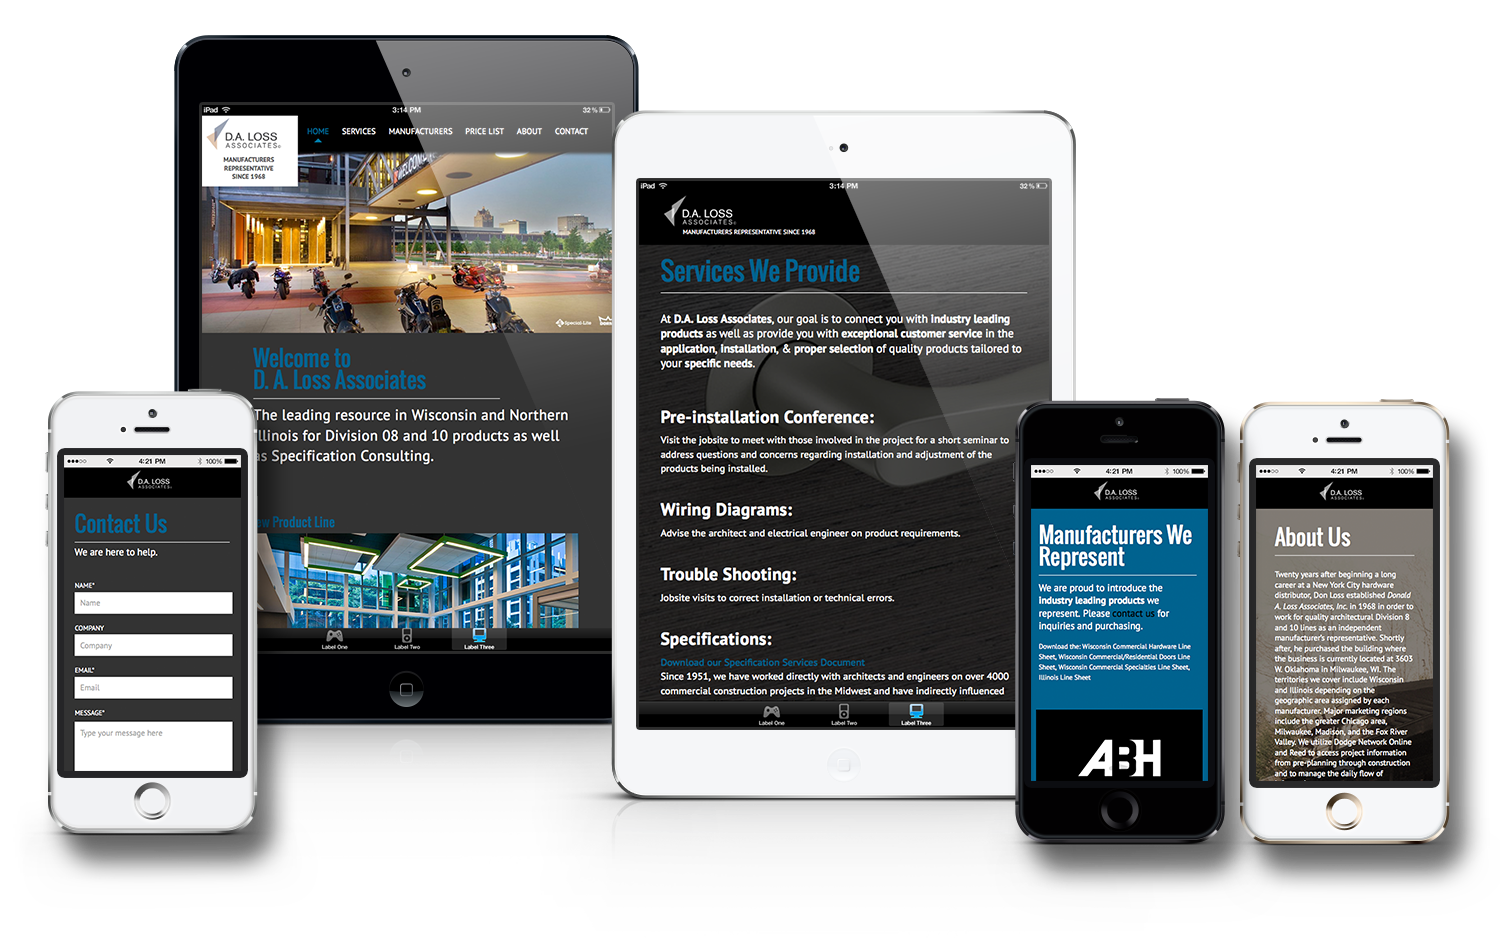 iPad
3:14 PM
32%
D.A. LOSS
ASSOCIATES
MANUFACTURERS
REPRESENTATIVE
SINCE 1968
HOME SERVICES MANUFACTURERS PRICE LIST ABOUT CONTACT
WELCOME
Special-Lite
Welcome to
D. A. Loss Associates
The leading resource in Wisconsin and Northern
Illinois for Division 08 and 10 products as well
as Specification Consulting.
Product Line
Label One Label Two Label Three
iPad
3:14 PM
32%
D.A. LOSS
ASSOCIATES
MANUFACTURERS REPRESENTATIVE SINCE 1968
Services We Provide
At D.A. Loss Associates, our goal is to connect you with industry leading
products as well as provide you with exceptional customer service in the
application, installation, & proper selection of quality products tailored to
your specific needs.
Pre-installation Conference:
Visit the jobsite to meet with those involved in the project for a short seminar to
address questions and concerns regarding installation and adjustment of the
products being installed.
Wiring Diagrams:
Advise the architect and electrical engineer on product requirements.
Trouble Shooting:
Jobsite visits to correct installation or technical errors.
Specifications:
Download our Specification Services Document
Since 1951, we have worked directly with architects and engineers on over 4000
commercial construction projects in the Midwest and have indirectly influenced
Label One Label Two Label Three
4:21 PM
100%
D.A. LOSS
ASSOCIATES
Contact Us
We are here to help.
NAME*
Name
COMPANY
Company
EMAIL*
Email
MESSAGE*
Type your message here
4:21 PM
100%
D.A. LOSS
ASSOCIATES
Manufacturers We
Represent
We are proud to introduce the
industry leading products we
represent. Please contact us for
inquiries and purchasing.
Download the: Wisconsin Commercial Hardware Line
Sheet, Wisconsin Commercial/Residential Doors Line
Sheet, Wisconsin Commercial Specialties Line Sheet,
Illinois Line Sheet
ABH
4:21 PM
100%
D.A. LOSS
ASSOCIATES
About Us
Twenty years after beginning a long
career at a New York City hardware
distributor, Don Loss established Donald
A. Loss Associates, Inc. in 1968 in order to
work for quality architectural Division 8
and 10 lines as an independent
manufacturer's representative. Shortly
after, he purchased the building where
the business is currently located at 3603
W. Oklahoma in Milwaukee, WI. The
territories we cover include Wisconsin
and Illinois depending on the
geographic area assigned by each
manufacturer. Major marketing regions
include the greater Chicago area,
Milwaukee, Madison, and the Fox River
Valley. We utilize Dodge Network Online
and Reed to access project information
from pre-planning through construction
and to manage the daily flow of